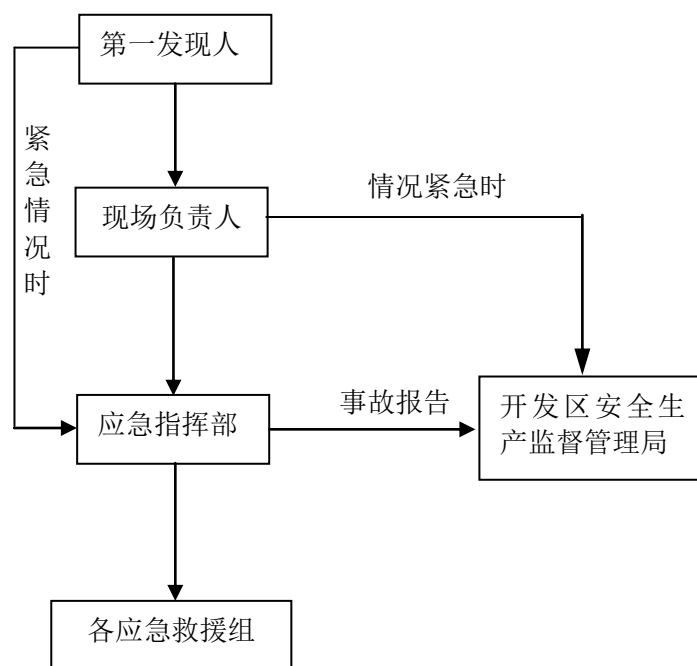 第一发现人
紧急情况时
现场负责人
情况紧急时
应急指挥部
事故报告
开发区安全生
产监督管理局
各应急救援组